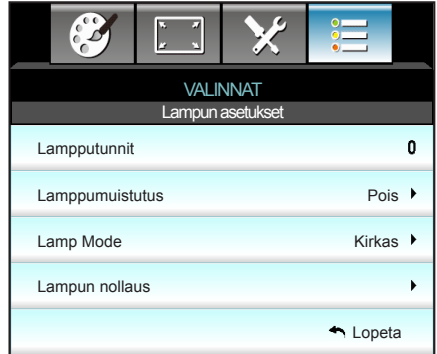 VALINNAT
Lampun asetukset
Lampputunnit 0
Lamppumuistutus Pois
Lamp Mode Kirkas
Lampun nollaus
Lopeta